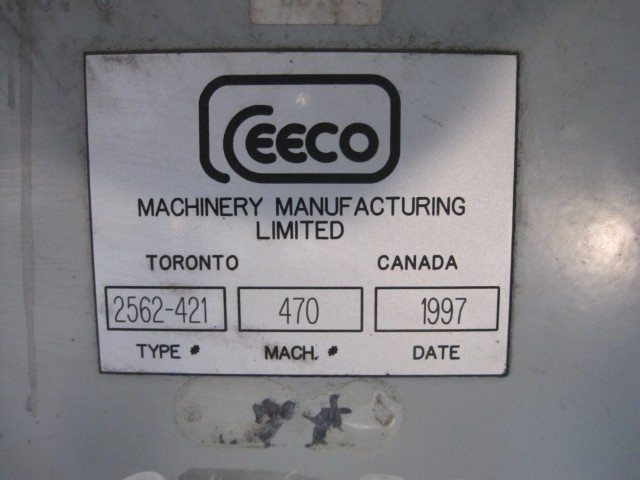 CEECO
MACHINERY MANUFACTURING
LIMITED
TORONTO CANADA
2562-421 470 1997
TYPE # MACH. # DATE